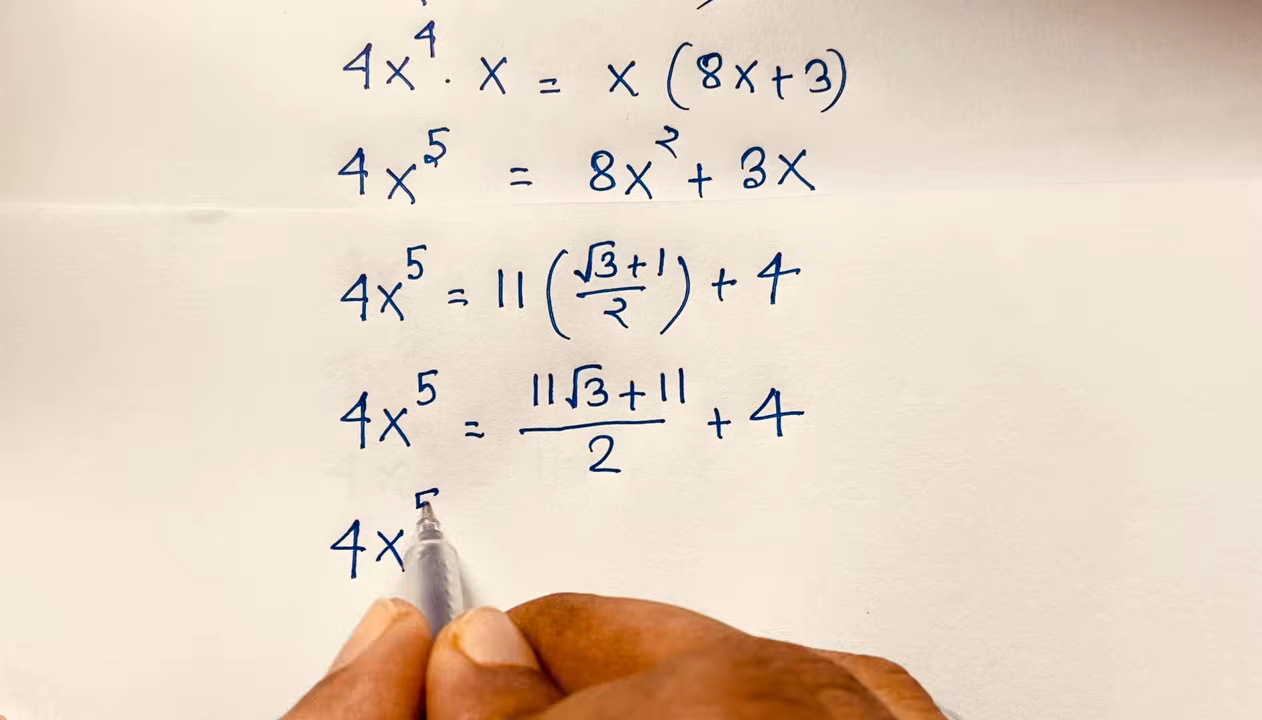 4x⁴ · x = x (8x+3)
4x⁵ = 8x² + 3x
4x⁵ = 11 ((√3+1)/2) + 4
4x⁵ = (11√3+11)/2 + 4
4x⁵